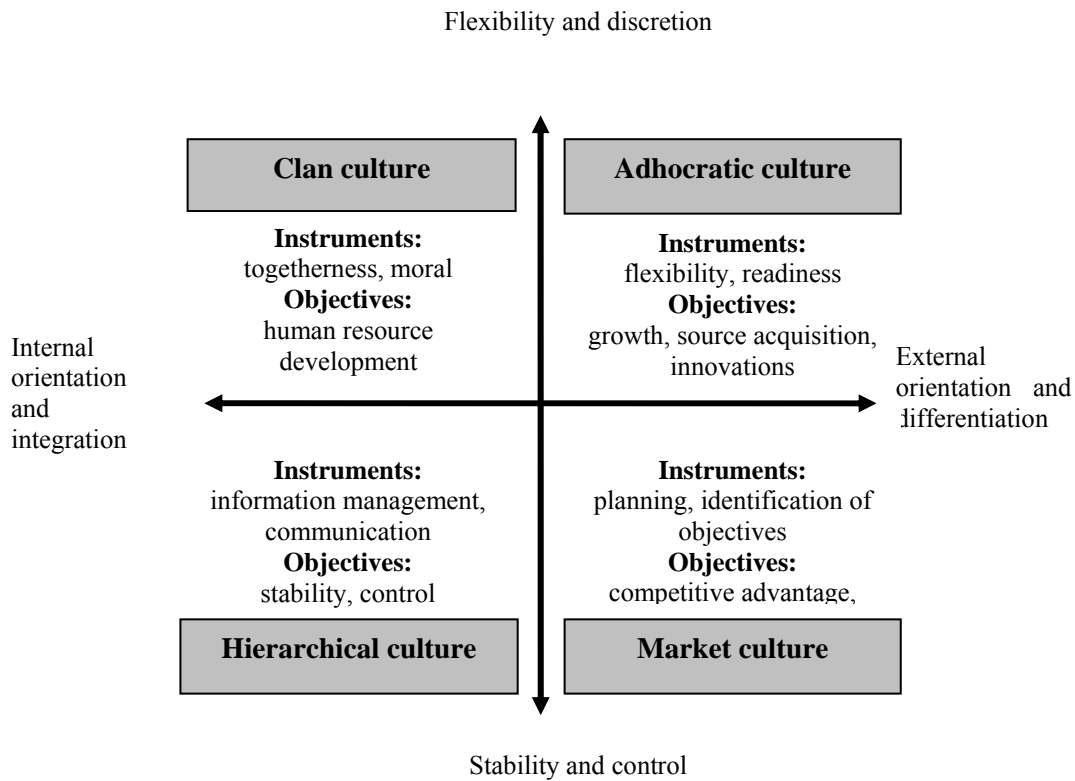 Flexibility and discretion
Clan culture
Adhocratic culture
Instruments:
togetherness, moral
Objectives:
human resource
development
Instruments:
flexibility, readiness
Objectives:
growth, source acquisition,
innovations
Internal
orientation
and
integration
External
orientation and
differentiation
Instruments:
information management,
communication
Objectives:
stability, control
Instruments:
planning, identification of
objectives
Objectives:
competitive advantage,
Hierarchical culture
Market culture
Stability and control